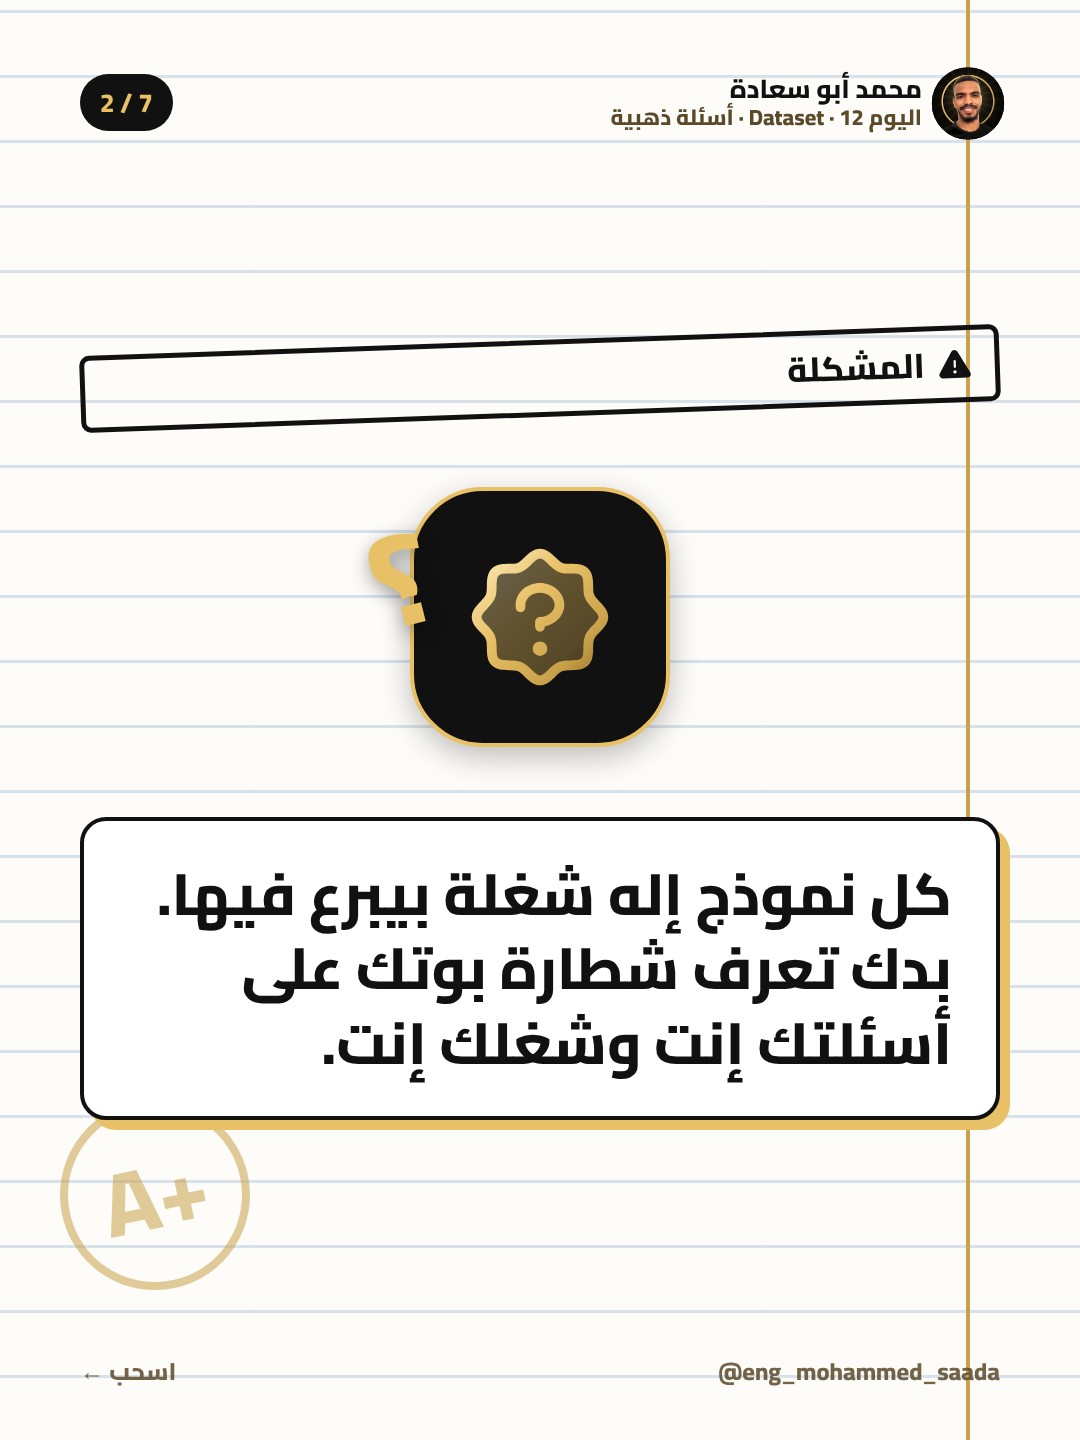 محمد أبو سعادة
اليوم 12 · Dataset · أسئلة ذهبية
2 / 7
المشكلة
؟
?
كل نموذج إله شغلة بيبرع فيها.
بدك تعرف شطارة بوتك على
أسئلتك إنت وشغلك إنت.
A+
@eng_mohammed_saada
اسحب ←